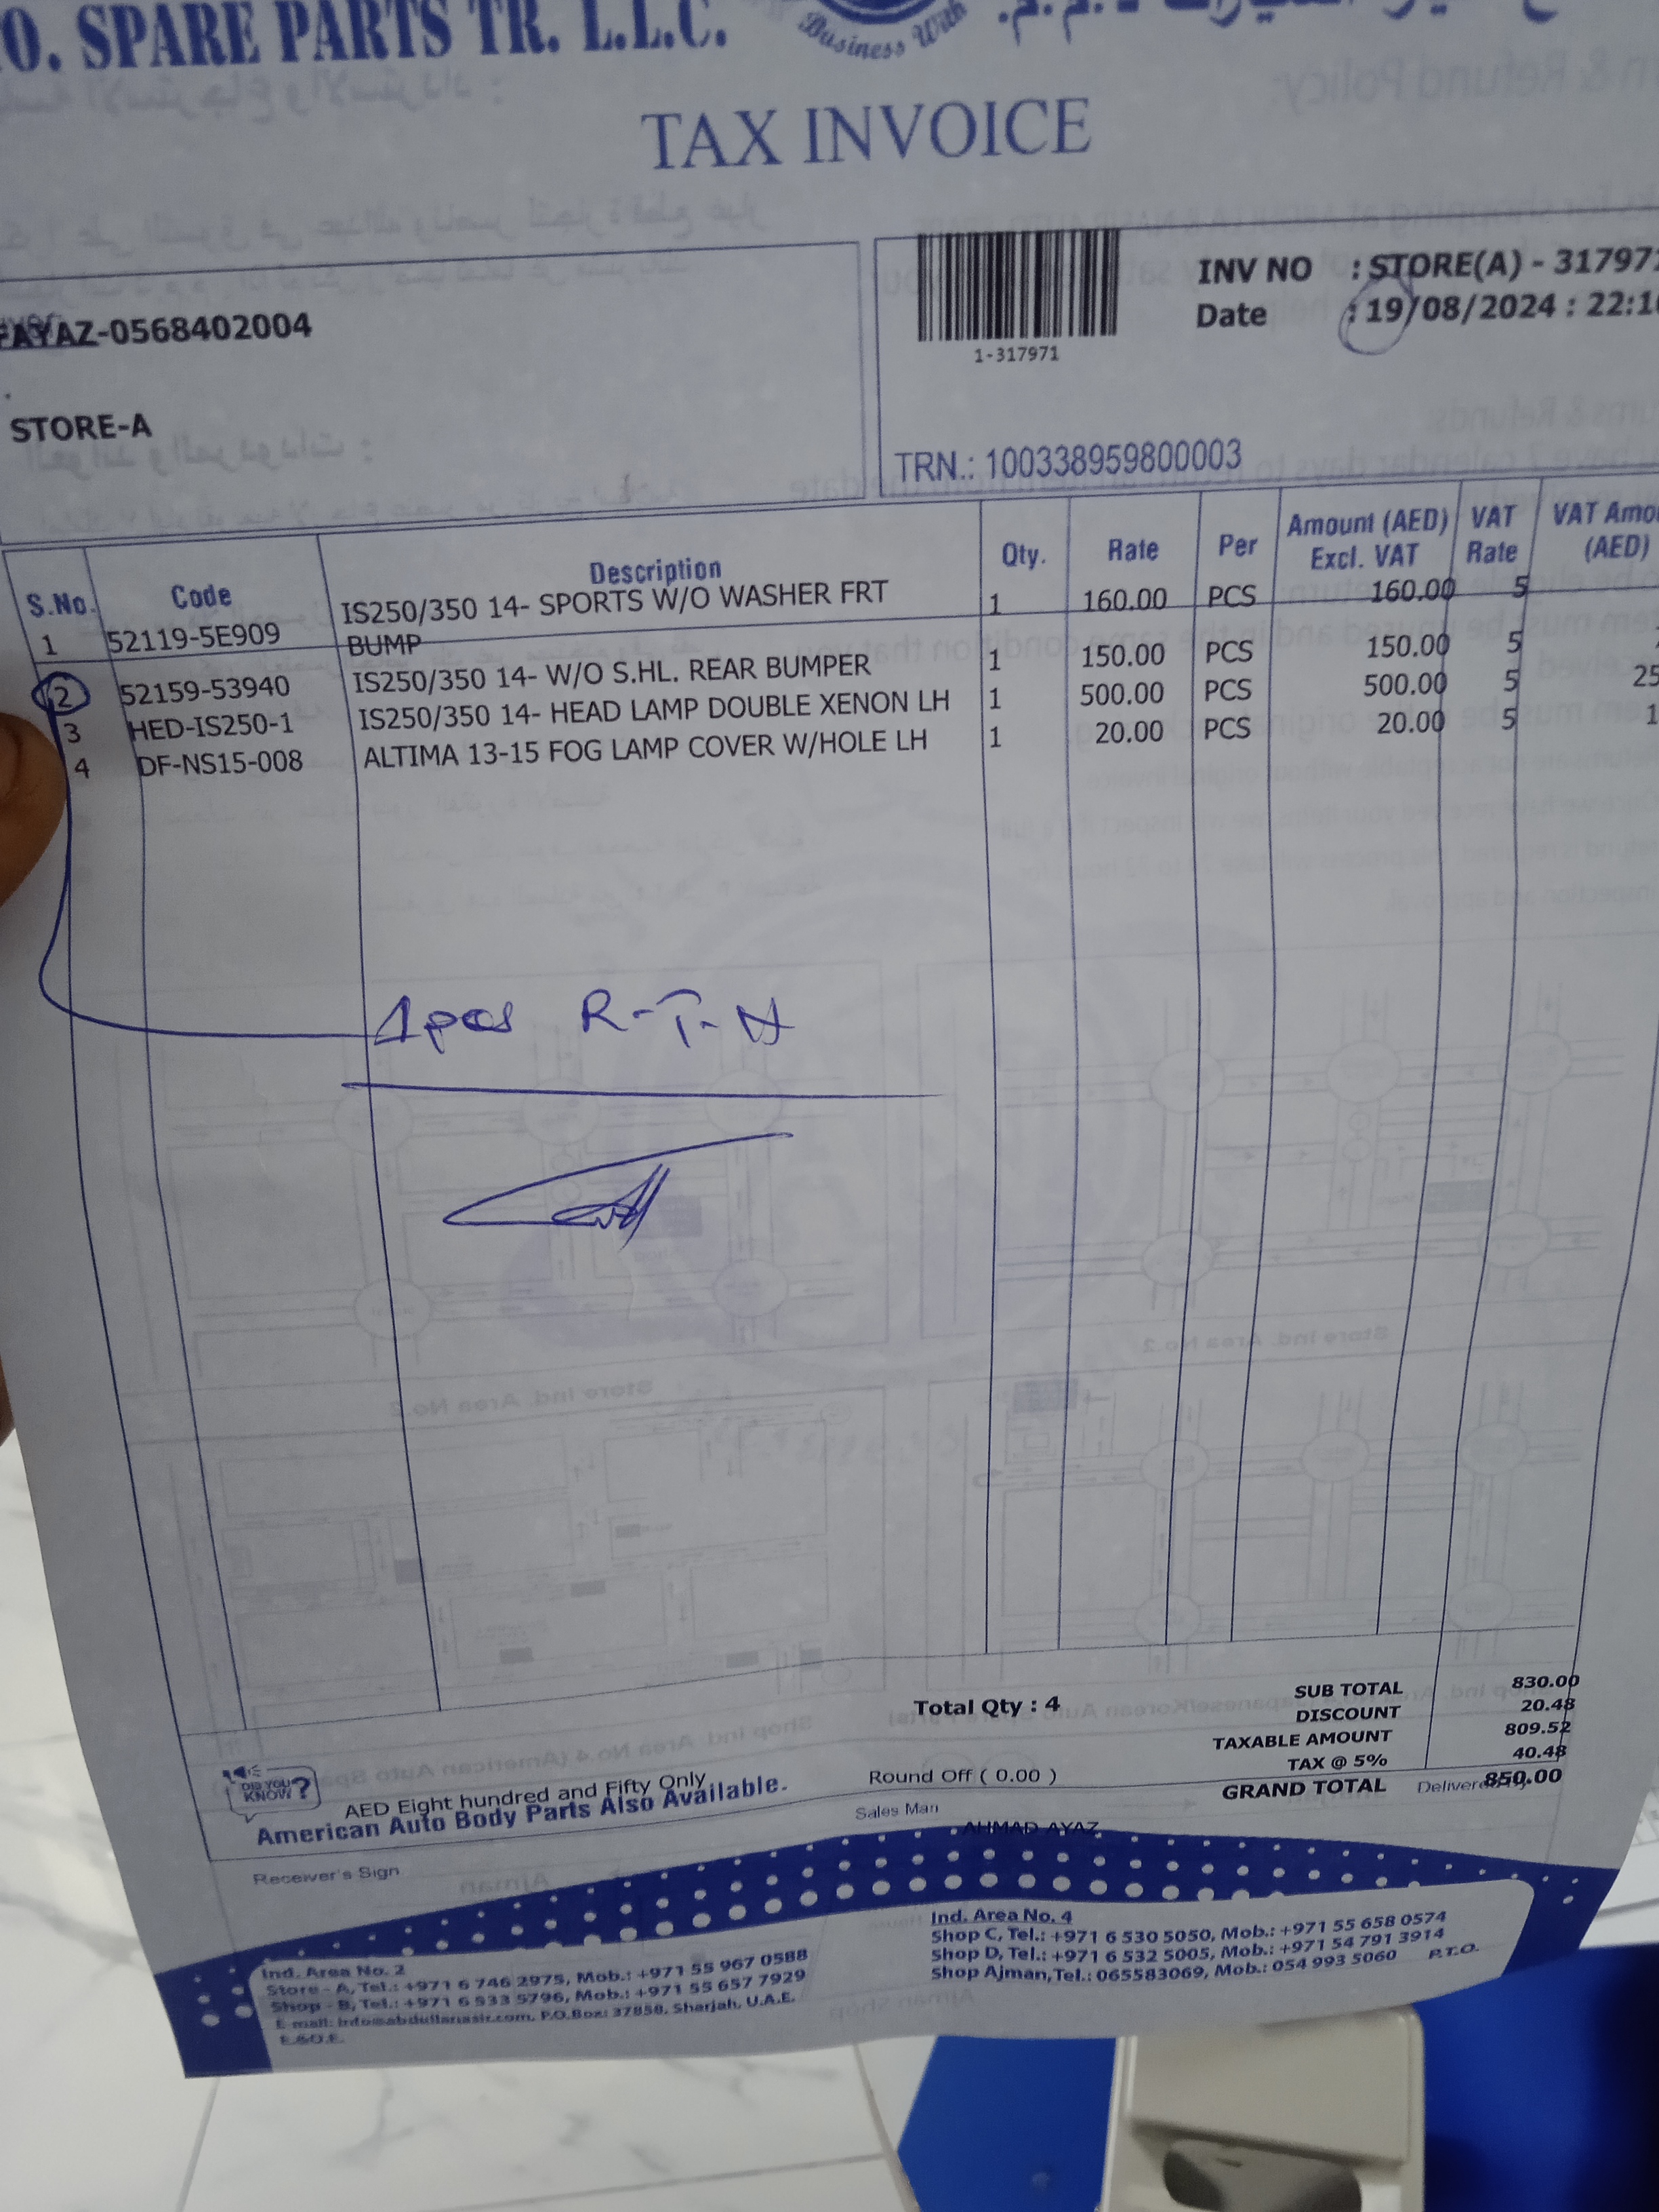 O. SPARE PARTS TR. L.L.C.
Business With
TAX INVOICE
FAYAZ-0568402004
STORE-A
1-317971
INV NO : STORE(A) - 31797
Date : 19/08/2024 : 22:1
TRN.: 100338959800003
S.No. Code Description Qty. Rate Per Amount (AED) Excl. VAT VAT Rate VAT Amo (AED)
1 52119-5E909 IS250/350 14- SPORTS W/O WASHER FRT BUMP 1 160.00 PCS 160.00 5
2 52159-53940 IS250/350 14- W/O S.HL. REAR BUMPER 1 150.00 PCS 150.00 5
3 HED-IS250-1 IS250/350 14- HEAD LAMP DOUBLE XENON LH 1 500.00 PCS 500.00 5 25
4 DF-NS15-008 ALTIMA 13-15 FOG LAMP COVER W/HOLE LH 1 20.00 PCS 20.00 5 1
1 pcs R-T-N
Total Qty : 4
SUB TOTAL 830.00
DISCOUNT 20.48
TAXABLE AMOUNT 809.52
TAX @ 5% 40.48
GRAND TOTAL 850.00
Round Off ( 0.00 )
DID YOU KNOW ?
AED Eight hundred and Fifty Only
American Auto Body Parts Also Available.
Receiver's Sign
Sales Man
AHMAD AYAZ
Ind. Area No. 2
Store - A, Tel.: +971 6 746 2975, Mob.: +971 55 967 0588
Shop - B, Tel.: +971 6 533 5796, Mob.: +971 55 657 7929
E-mail: info@abdullanasir.com, P.O.Box: 37858, Sharjah, U.A.E.
E.&O.E.
Ind. Area No. 4
Shop C, Tel.: +971 6 530 5050, Mob.: +971 55 658 0574
Shop D, Tel.: +971 6 532 5005, Mob.: +971 54 791 3914
Shop Ajman, Tel.: 065583069, Mob.: 054 993 5060
P.T.O.